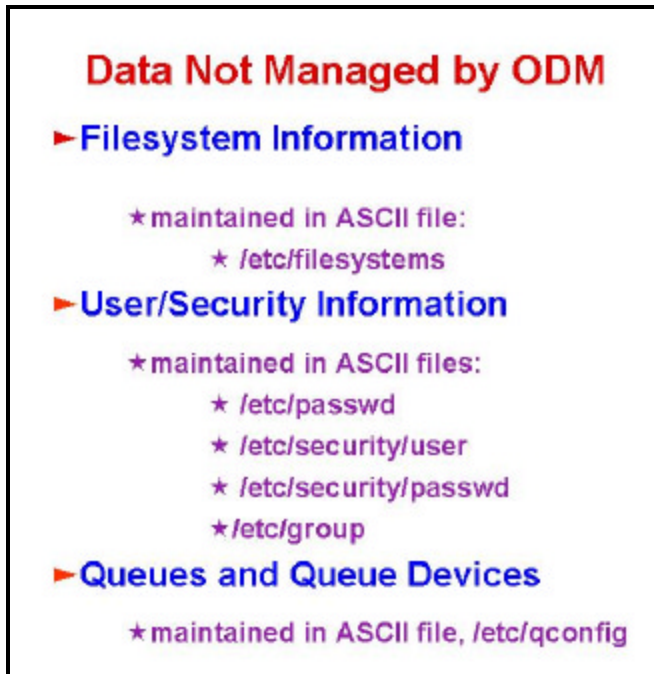 Data Not Managed by ODM
►Filesystem Information
★maintained in ASCII file:
★ /etc/filesystems
►User/Security Information
★maintained in ASCII files:
★ /etc/passwd
★ /etc/security/user
★ /etc/security/passwd
★/etc/group
►Queues and Queue Devices
★maintained in ASCII file, /etc/qconfig